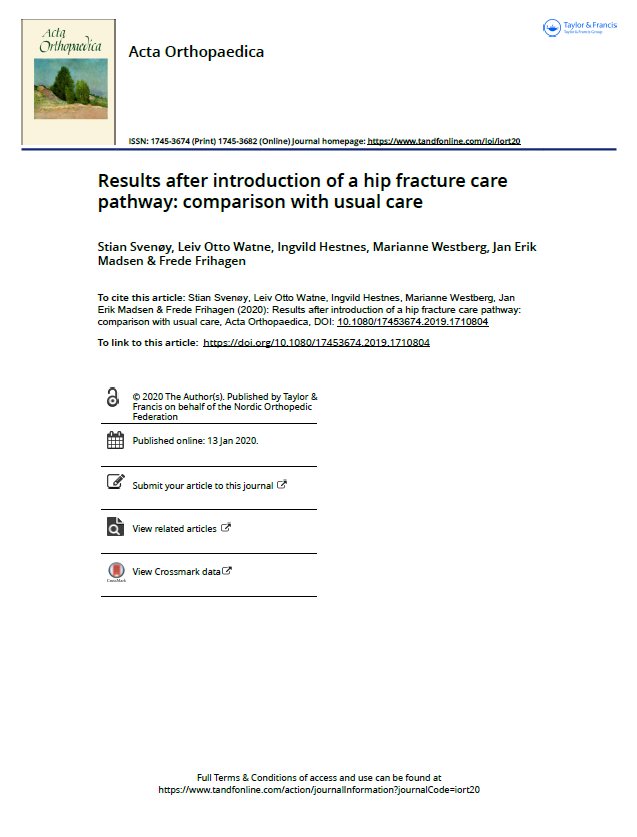 Acta
Orthopaedica
Taylor & Francis
Taylor & Francis Group
Acta Orthopaedica
ISSN: 1745-3674 (Print) 1745-3682 (Online) Journal homepage: https://www.tandfonline.com/loi/iort20
Results after introduction of a hip fracture care
pathway: comparison with usual care
Stian Svenøy, Leiv Otto Watne, Ingvild Hestnes, Marianne Westberg, Jan Erik
Madsen & Frede Frihagen
To cite this article: Stian Svenøy, Leiv Otto Watne, Ingvild Hestnes, Marianne Westberg, Jan
Erik Madsen & Frede Frihagen (2020): Results after introduction of a hip fracture care pathway:
comparison with usual care, Acta Orthopaedica, DOI: 10.1080/17453674.2019.1710804
To link to this article: https://doi.org/10.1080/17453674.2019.1710804
© 2020 The Author(s). Published by Taylor &
Francis on behalf of the Nordic Orthopedic
Federation
Published online: 13 Jan 2020.
Submit your article to this journal
View related articles
View Crossmark data
CrossMark
Full Terms & Conditions of access and use can be found at
https://www.tandfonline.com/action/journalInformation?journalCode=iort20